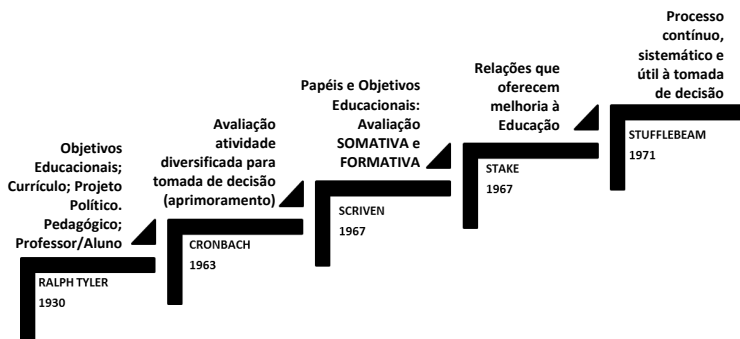 Objetivos
Educacionais;
Currículo; Projeto
Político.
Pedagógico;
Professor/Aluno
RALPH TYLER
1930
Avaliação
atividade
diversificada para
tomada de decisão
(aprimoramento)
CRONBACH
1963
Papéis e Objetivos
Educacionais:
Avaliação
SOMATIVA e
FORMATIVA
SCRIVEN
1967
Relações que
oferecem
melhoria à
Educação
STAKE
1967
Processo
contínuo,
sistemático e
útil à tomada
de decisão
STUFFLEBEAM
1971